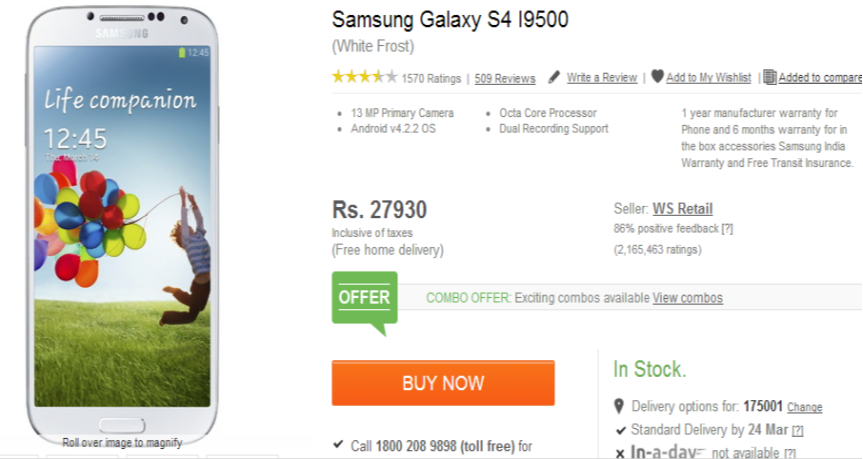 SAMSUNG
12:45
Life companion
12:45
Thu, March 14
Roll over image to magnify
Samsung Galaxy S4 I9500
(White Frost)
1570 Ratings | 509 Reviews Write a Review | Add to My Wishlist | Added to compare
13 MP Primary Camera
Android v4.2.2 OS
Octa Core Processor
Dual Recording Support
1 year manufacturer warranty for
Phone and 6 months warranty for in
the box accessories Samsung India
Warranty and Free Transit Insurance.
Rs. 27930
Inclusive of taxes
(Free home delivery)
Seller: WS Retail
86% positive feedback [?]
(2,165,463 ratings)
OFFER
COMBO OFFER: Exciting combos available View combos
BUY NOW
Call 1800 208 9898 (toll free) for
In Stock.
Delivery options for: 175001 Change
Standard Delivery by 24 Mar [?]
In-a-day not available [?]